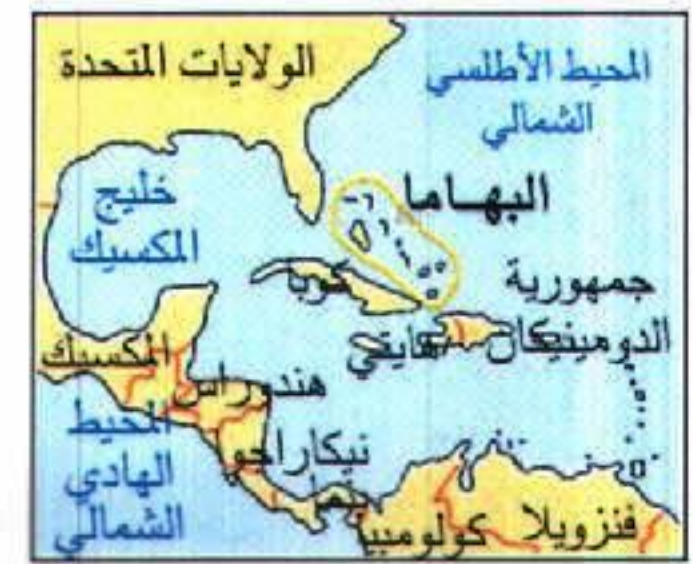 الولايات المتحدة
المحيط الأطلسي
الشمالي
خليج
المكسيك
البهاما
كوبا
جمهورية
الدومينيكان
هايتي
المكسيك
هندوراس
المحيط
الهادي
الشمالي
نيكاراجوا
بنما
كولومبيا
فنزويلا